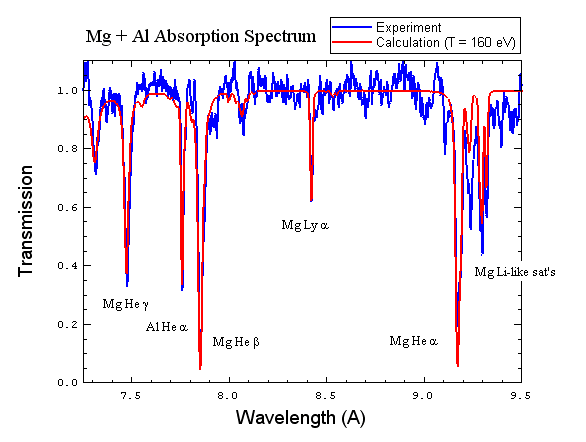 Mg + Al Absorption Spectrum
Experiment
Calculation (T = 160 eV)
1.0
0.8
0.6
0.4
0.2
0.0
Transmission
Mg Ly α
Mg Li-like sat's
Mg He γ
Al He α
Mg He β
Mg He α
7.5
8.0
8.5
9.0
9.5
Wavelength (A)